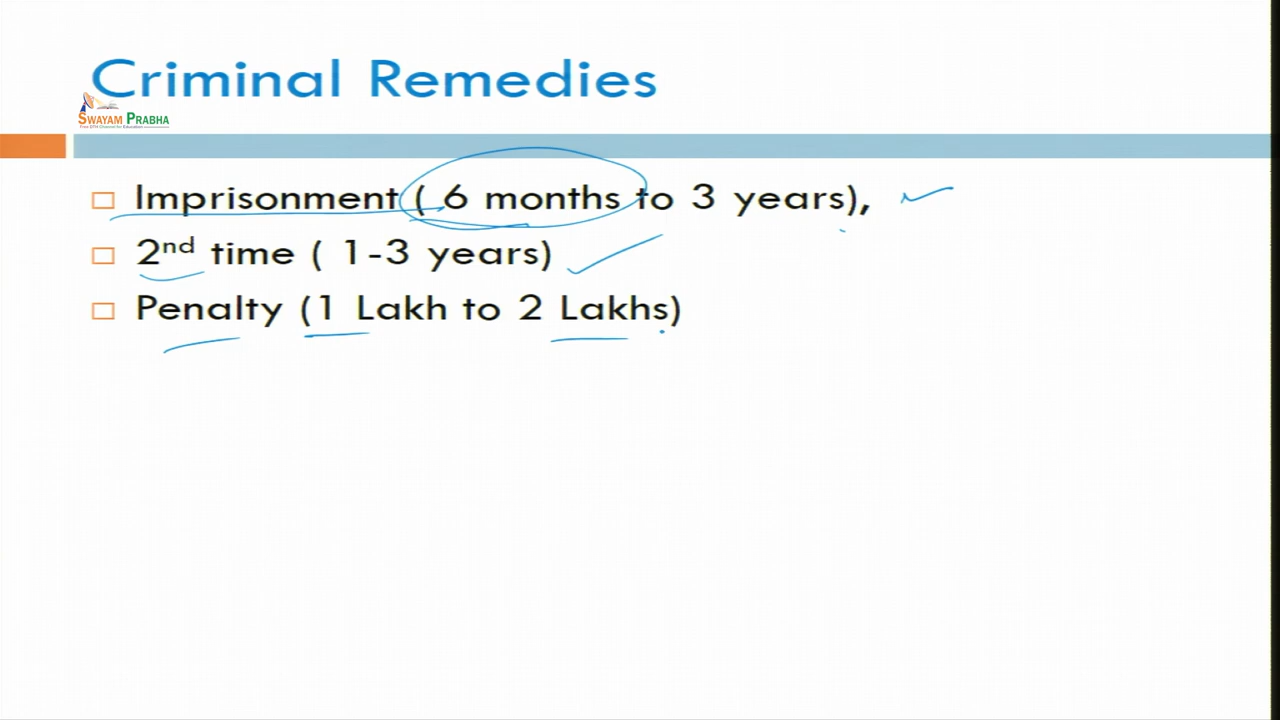 Criminal Remedies
SWAYAM PRABHA
Imprisonment ( 6 months to 3 years),
2nd time ( 1-3 years)
Penalty (1 Lakh to 2 Lakhs)